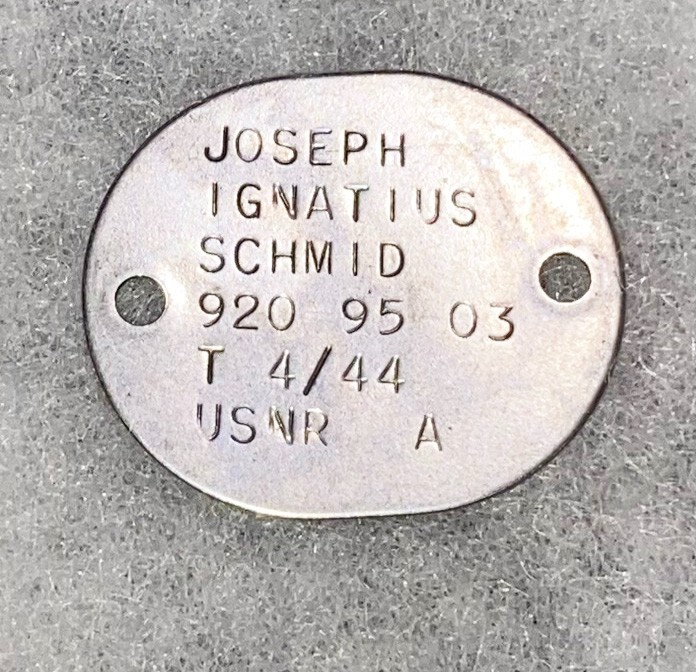 JOSEPH
IGNATIUS
SCHMID
920 95 03
T 4/44
USNR A